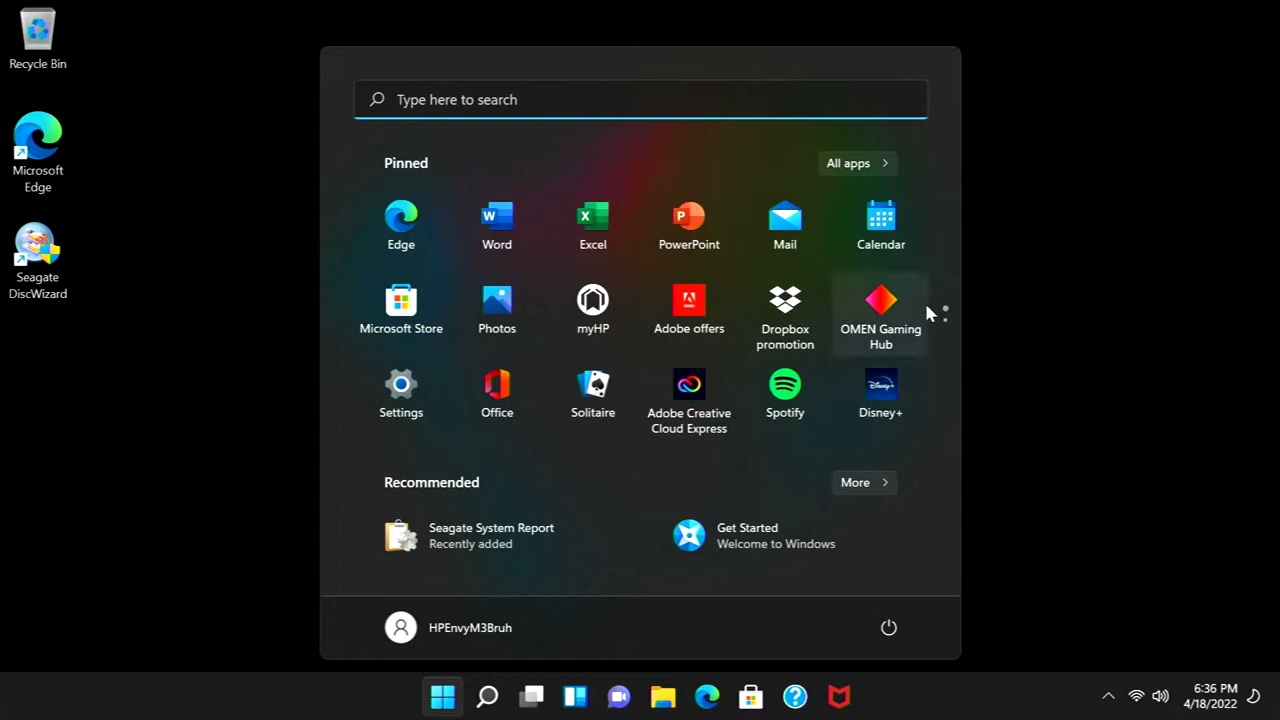 Recycle Bin
Microsoft
Edge
Seagate
DiscWizard
Type here to search
Pinned
All apps
Edge
Word
Excel
PowerPoint
Mail
Calendar
Microsoft Store
Photos
myHP
Adobe offers
Dropbox
promotion
OMEN Gaming
Hub
Settings
Office
Solitaire
Adobe Creative
Cloud Express
Spotify
Disney+
Recommended
More
Seagate System Report
Recently added
Get Started
Welcome to Windows
HPEnvyM3Bruh
6:36 PM
4/18/2022